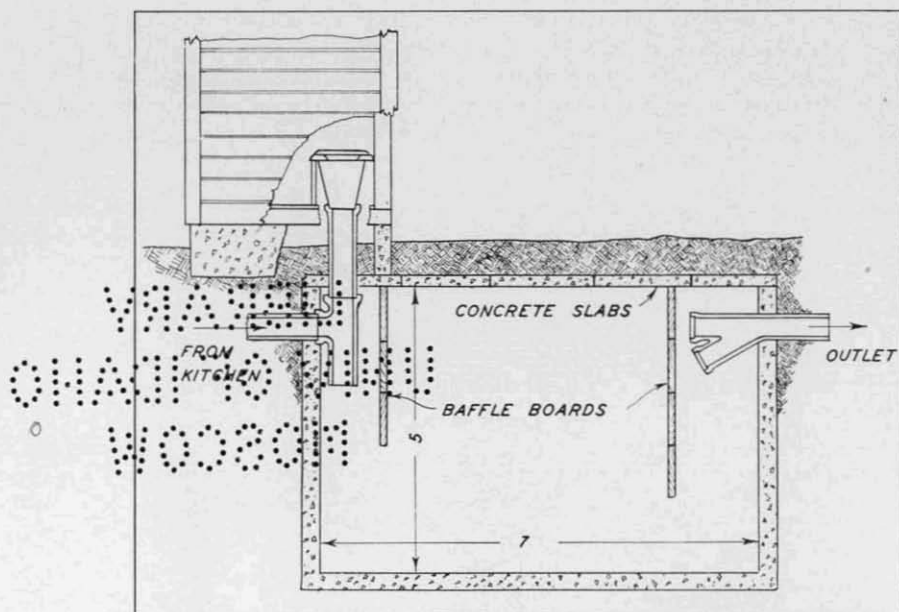 CONCRETE SLABS
FROM
KITCHEN
OUTLET
BAFFLE BOARDS
5
7
LIBRARY
UNIV. OF IDAHO
MOSCOW